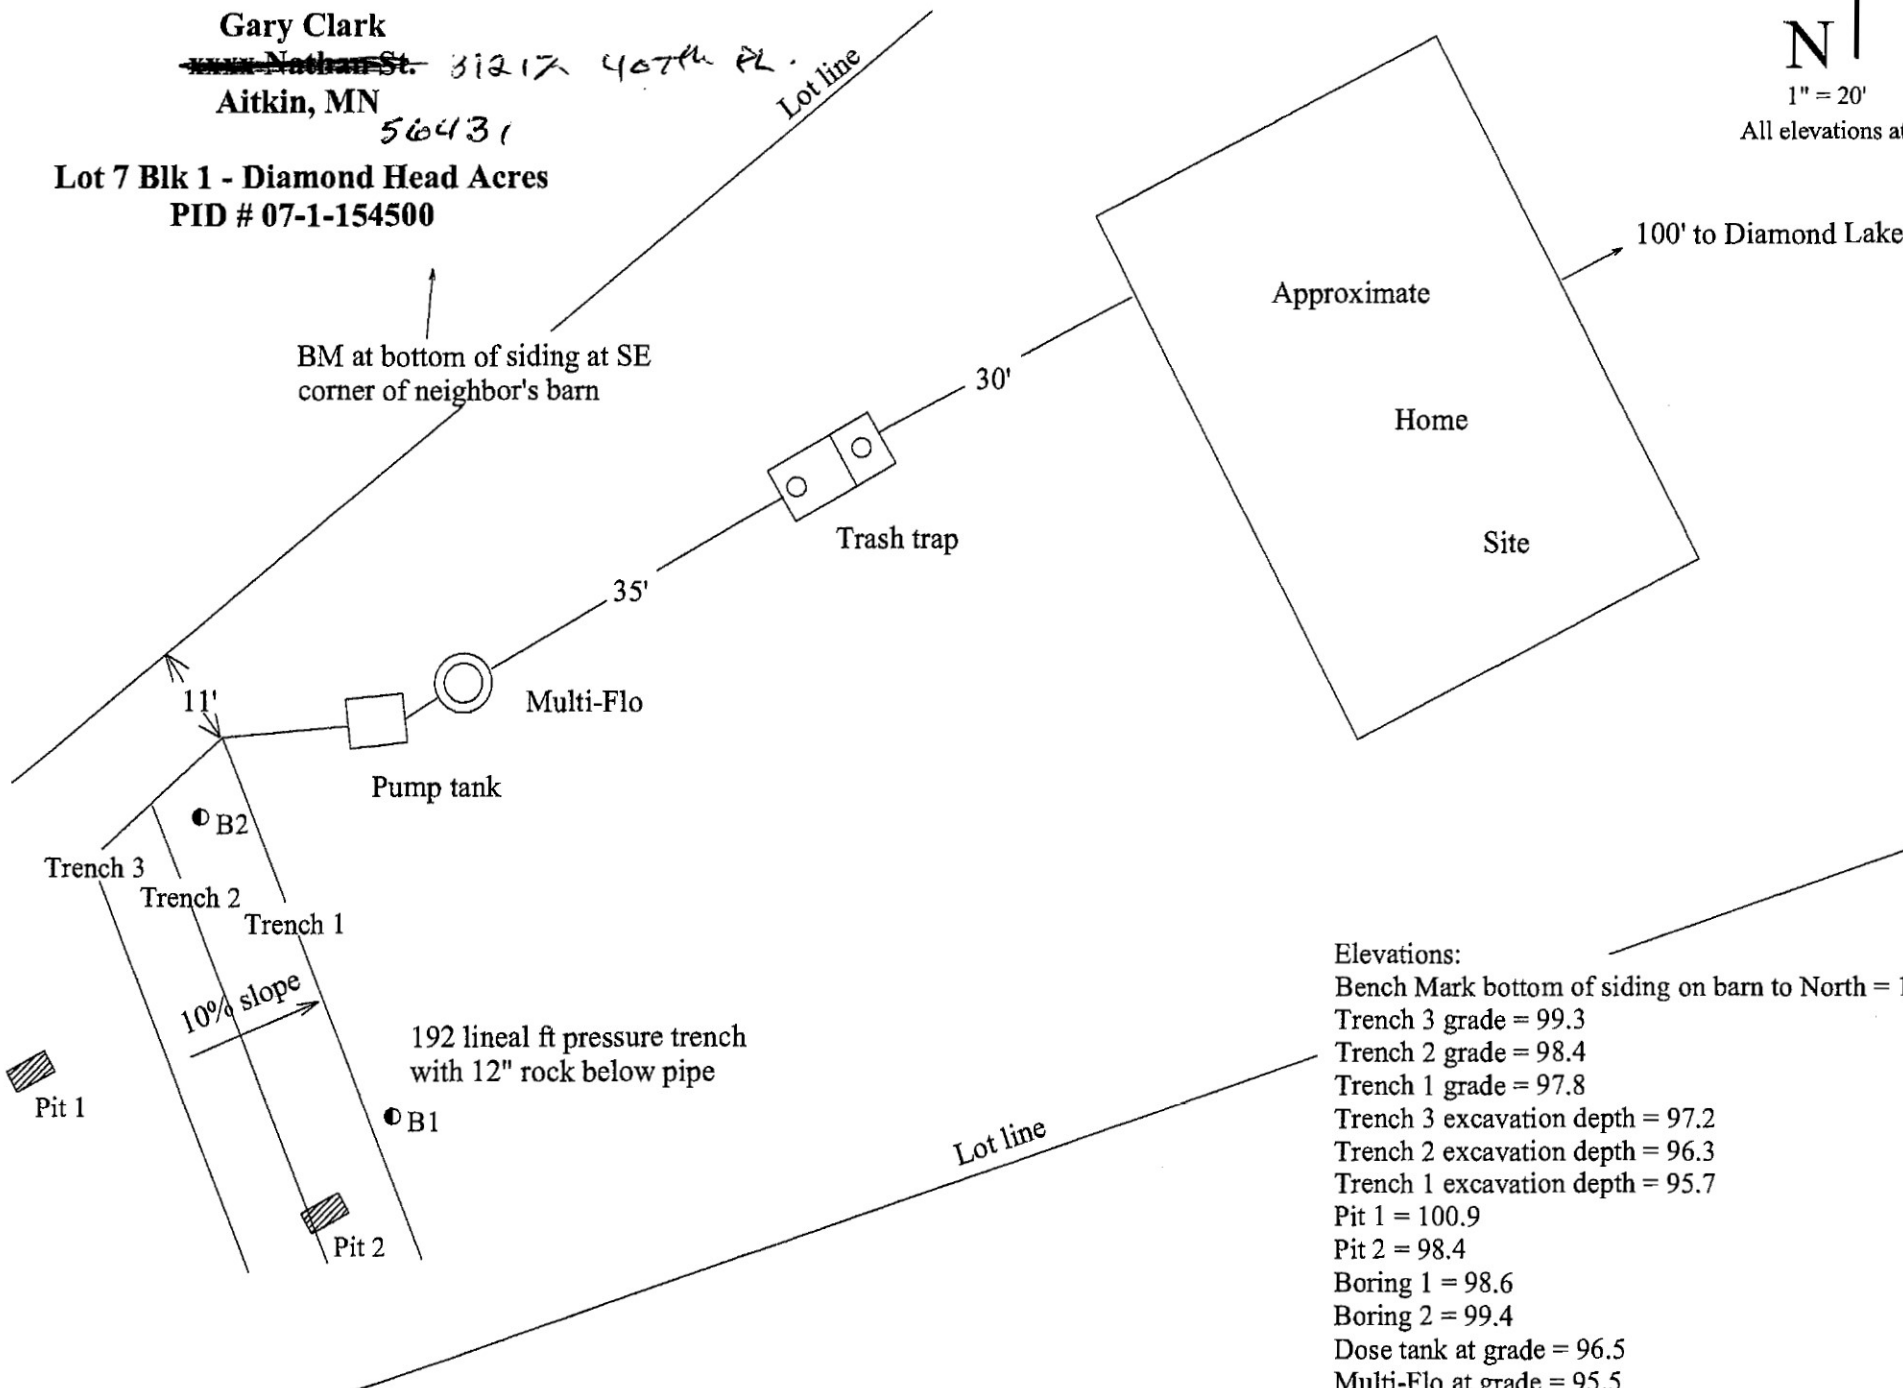 Gary Clark
xxxx Nathan St. 31217 407th PL.
Aitkin, MN
56431
Lot 7 Blk 1 - Diamond Head Acres
PID # 07-1-154500
N
1" = 20'
All elevations at
Lot line
100' to Diamond Lake
BM at bottom of siding at SE
corner of neighbor's barn
Approximate
Home
Site
30'
Trash trap
35'
Multi-Flo
11'
Pump tank
B2
Trench 3
Trench 2
Trench 1
10% slope
192 lineal ft pressure trench
with 12" rock below pipe
Pit 1
B1
Pit 2
Lot line
Elevations:
Bench Mark bottom of siding on barn to North = 1
Trench 3 grade = 99.3
Trench 2 grade = 98.4
Trench 1 grade = 97.8
Trench 3 excavation depth = 97.2
Trench 2 excavation depth = 96.3
Trench 1 excavation depth = 95.7
Pit 1 = 100.9
Pit 2 = 98.4
Boring 1 = 98.6
Boring 2 = 99.4
Dose tank at grade = 96.5
Multi-Flo at grade = 95.5